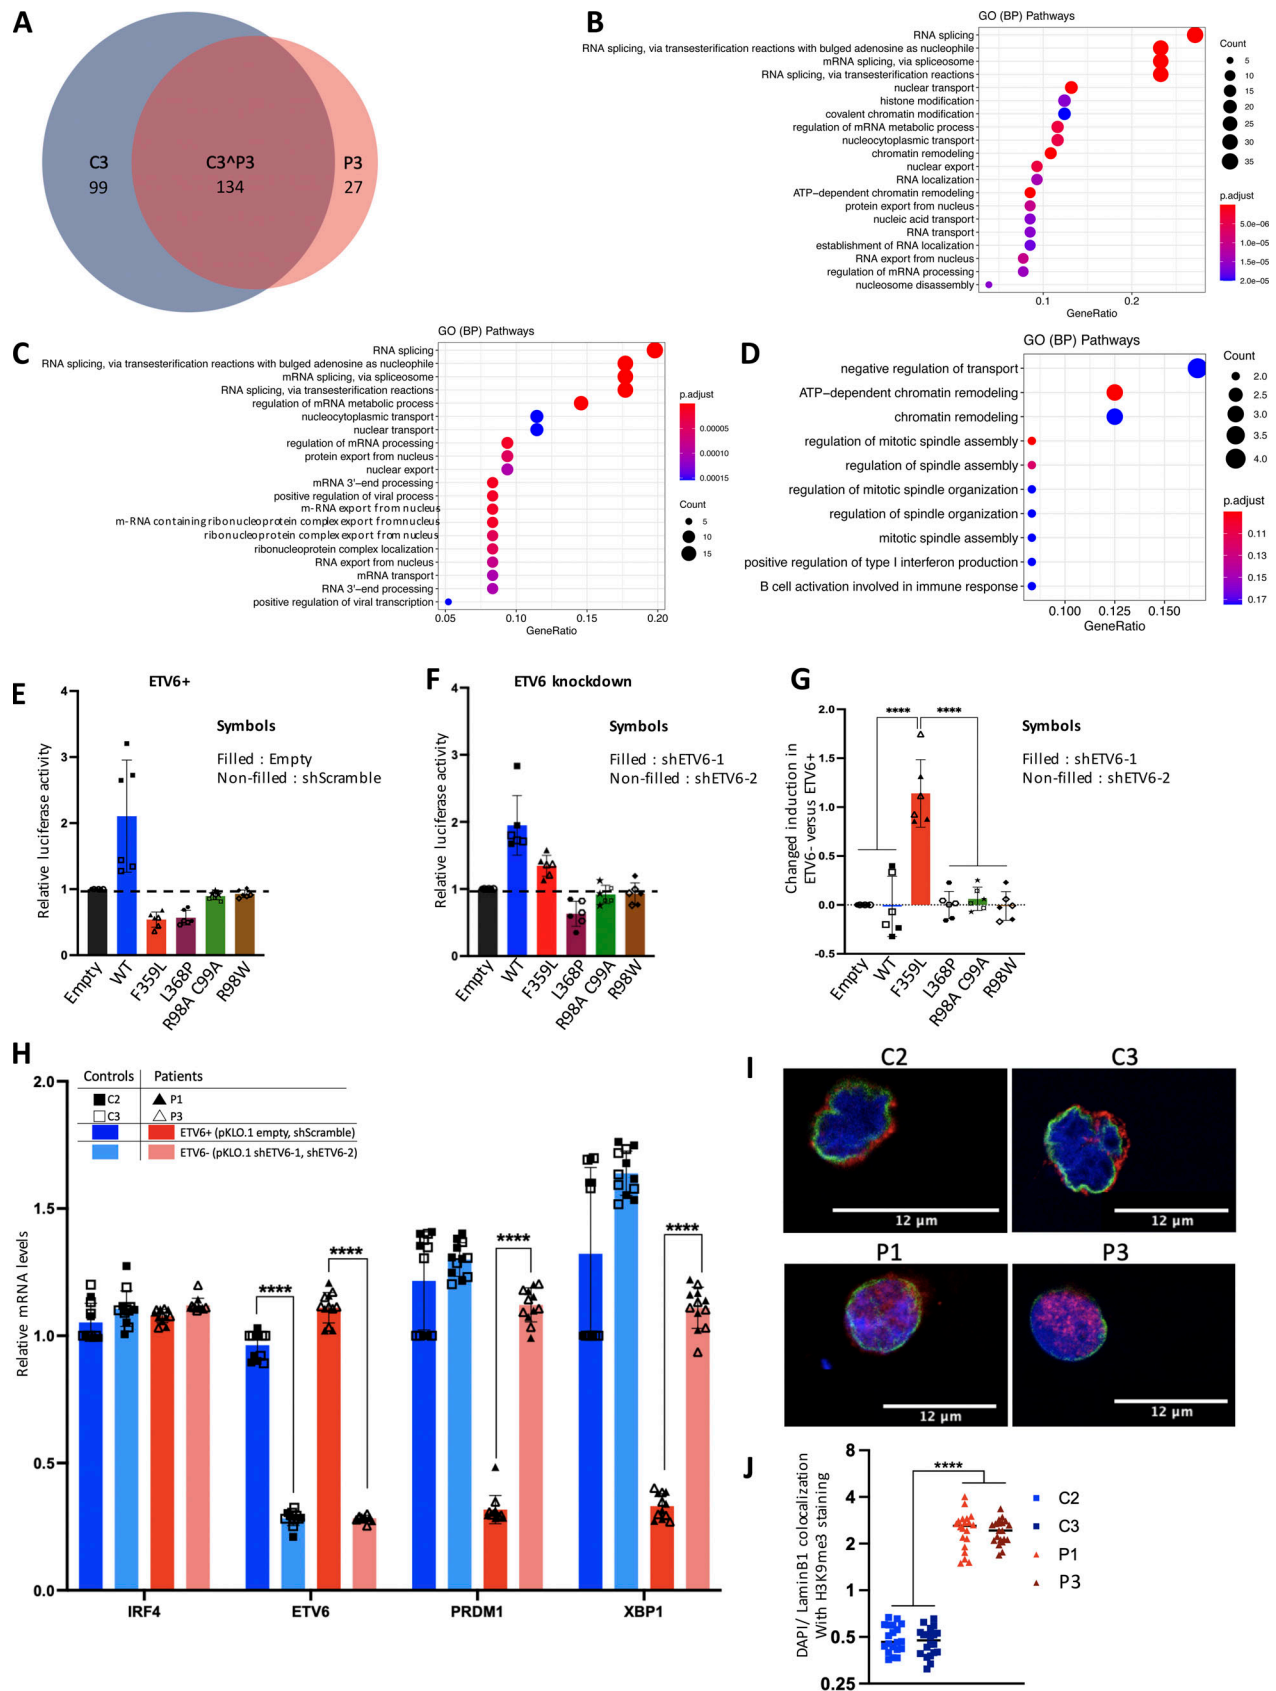 A
C3
99
C3^P3
134
P3
27
B
GO (BP) Pathways
RNA splicing
RNA splicing, via transesterification reactions with bulged adenosine as nucleophile
mRNA splicing, via spliceosome
RNA splicing, via transesterification reactions
nuclear transport
histone modification
covalent chromatin modification
regulation of mRNA metabolic process
nucleocytoplasmic transport
chromatin remodeling
nuclear export
RNA localization
ATP-dependent chromatin remodeling
protein export from nucleus
nucleic acid transport
RNA transport
establishment of RNA localization
RNA export from nucleus
regulation of mRNA processing
nucleosome disassembly
0.1 0.2
GeneRatio
Count
5
10
15
20
25
30
35
p.adjust
5.0e-06
1.0e-05
1.5e-05
2.0e-05
C
GO (BP) Pathways
RNA splicing
RNA splicing, via transesterification reactions with bulged adenosine as nucleophile
mRNA splicing, via spliceosome
RNA splicing, via transesterification reactions
regulation of mRNA metabolic process
nucleocytoplasmic transport
nuclear transport
regulation of mRNA processing
protein export from nucleus
nuclear export
mRNA 3'-end processing
positive regulation of viral process
m-RNA export from nucleus
m-RNA containing ribonucleoprotein complex export from nucleus
ribonucleoprotein complex export from nucleus
ribonucleoprotein complex localization
RNA export from nucleus
mRNA transport
RNA 3'-end processing
positive regulation of viral transcription
0.05 0.10 0.15 0.20
GeneRatio
p.adjust
0.00005
0.00010
0.00015
Count
5
10
15
D
GO (BP) Pathways
negative regulation of transport
ATP-dependent chromatin remodeling
chromatin remodeling
regulation of mitotic spindle assembly
regulation of spindle assembly
regulation of mitotic spindle organization
regulation of spindle organization
mitotic spindle assembly
positive regulation of type I interferon production
B cell activation involved in immune response
0.100 0.125 0.150
GeneRatio
Count
2.0
2.5
3.0
3.5
4.0
p.adjust
0.11
0.13
0.15
0.17
E
ETV6+
Symbols
Filled : Empty
Non-filled : shScramble
Relative luciferase activity
4
3
2
1
0
Empty WT F359L L368P R98A C99A R98W
F
ETV6 knockdown
Symbols
Filled : shETV6-1
Non-filled : shETV6-2
Relative luciferase activity
4
3
2
1
0
Empty WT F359L L368P R98A C99A R98W
G
Symbols
Filled : shETV6-1
Non-filled : shETV6-2
Changed induction in
ETV6- versus ETV6+
2.0
1.5
1.0
0.5
0.0
-0.5
**** ****
Empty WT F359L L368P R98A C99A R98W
H
Controls Patients
C2 P1
C3 P3
ETV6+ (pKLO.1 empty, shScramble)
ETV6- (pKLO.1 shETV6-1, shETV6-2)
Relative mRNA levels
2.0
1.5
1.0
0.5
0.0
**** **** **** ****
IRF4 ETV6 PRDM1 XBP1
I
C2 C3
12 µm 12 µm
P1 P3
12 µm 12 µm
J
DAPI/ LaminB1 colocalization
With H3K9me3 staining
8
4
2
1
0.5
0.25
****
C2
C3
P1
P3